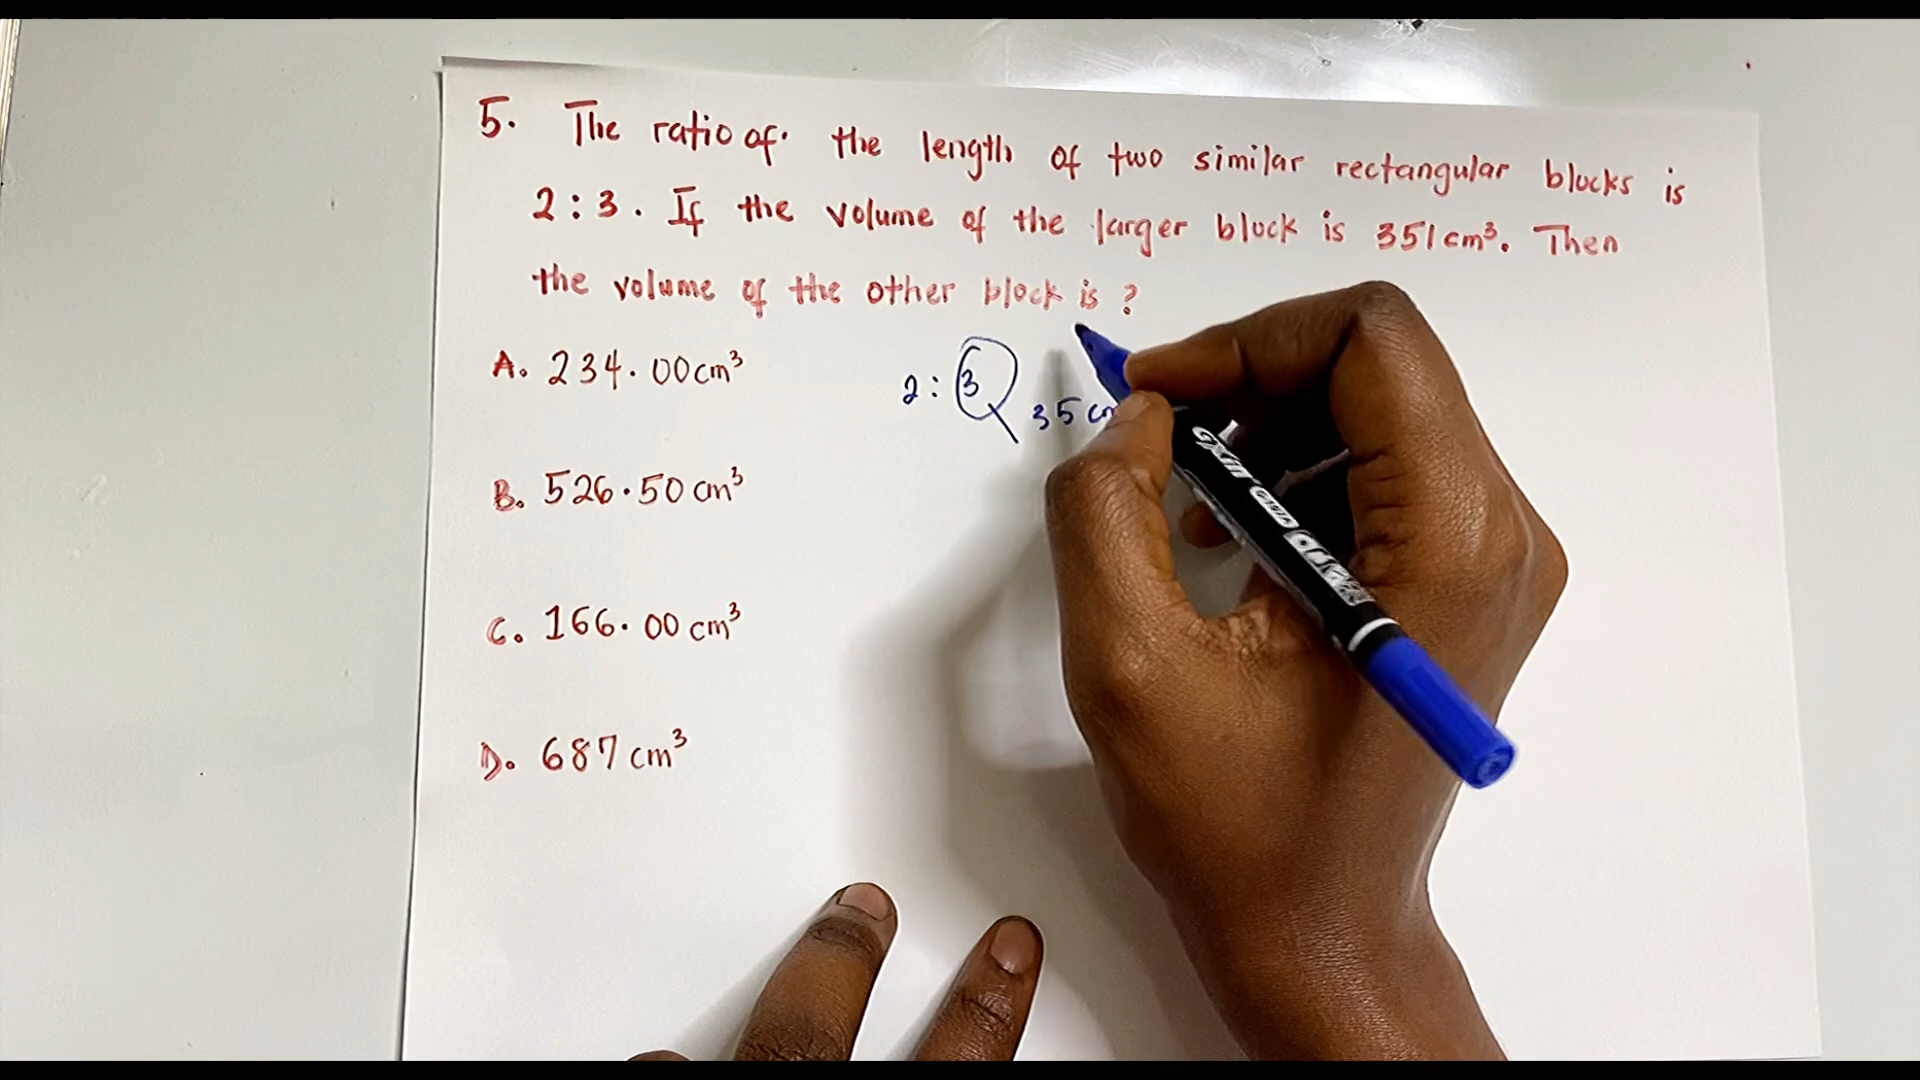 5. The ratio of the length of two similar rectangular blocks is
2:3. If the volume of the larger block is 351cm³. Then
the volume of the other block is ?
A. 234.00cm³
2:3
35
B. 526.50cm³
C. 166.00cm³
D. 687cm³